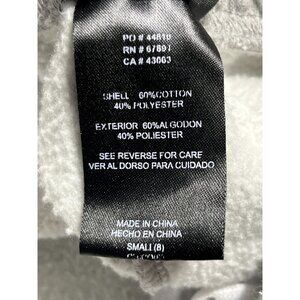 PO # 44810
RN # 67891
CA # 43003
SHELL 60%COTTON
40% POLYESTER
EXTERIOR 60%ALGODON
40% POLIESTER
SEE REVERSE FOR CARE
VER AL DORSO PARA CUIDADO
MADE IN CHINA
HECHO EN CHINA
SMALL (8)